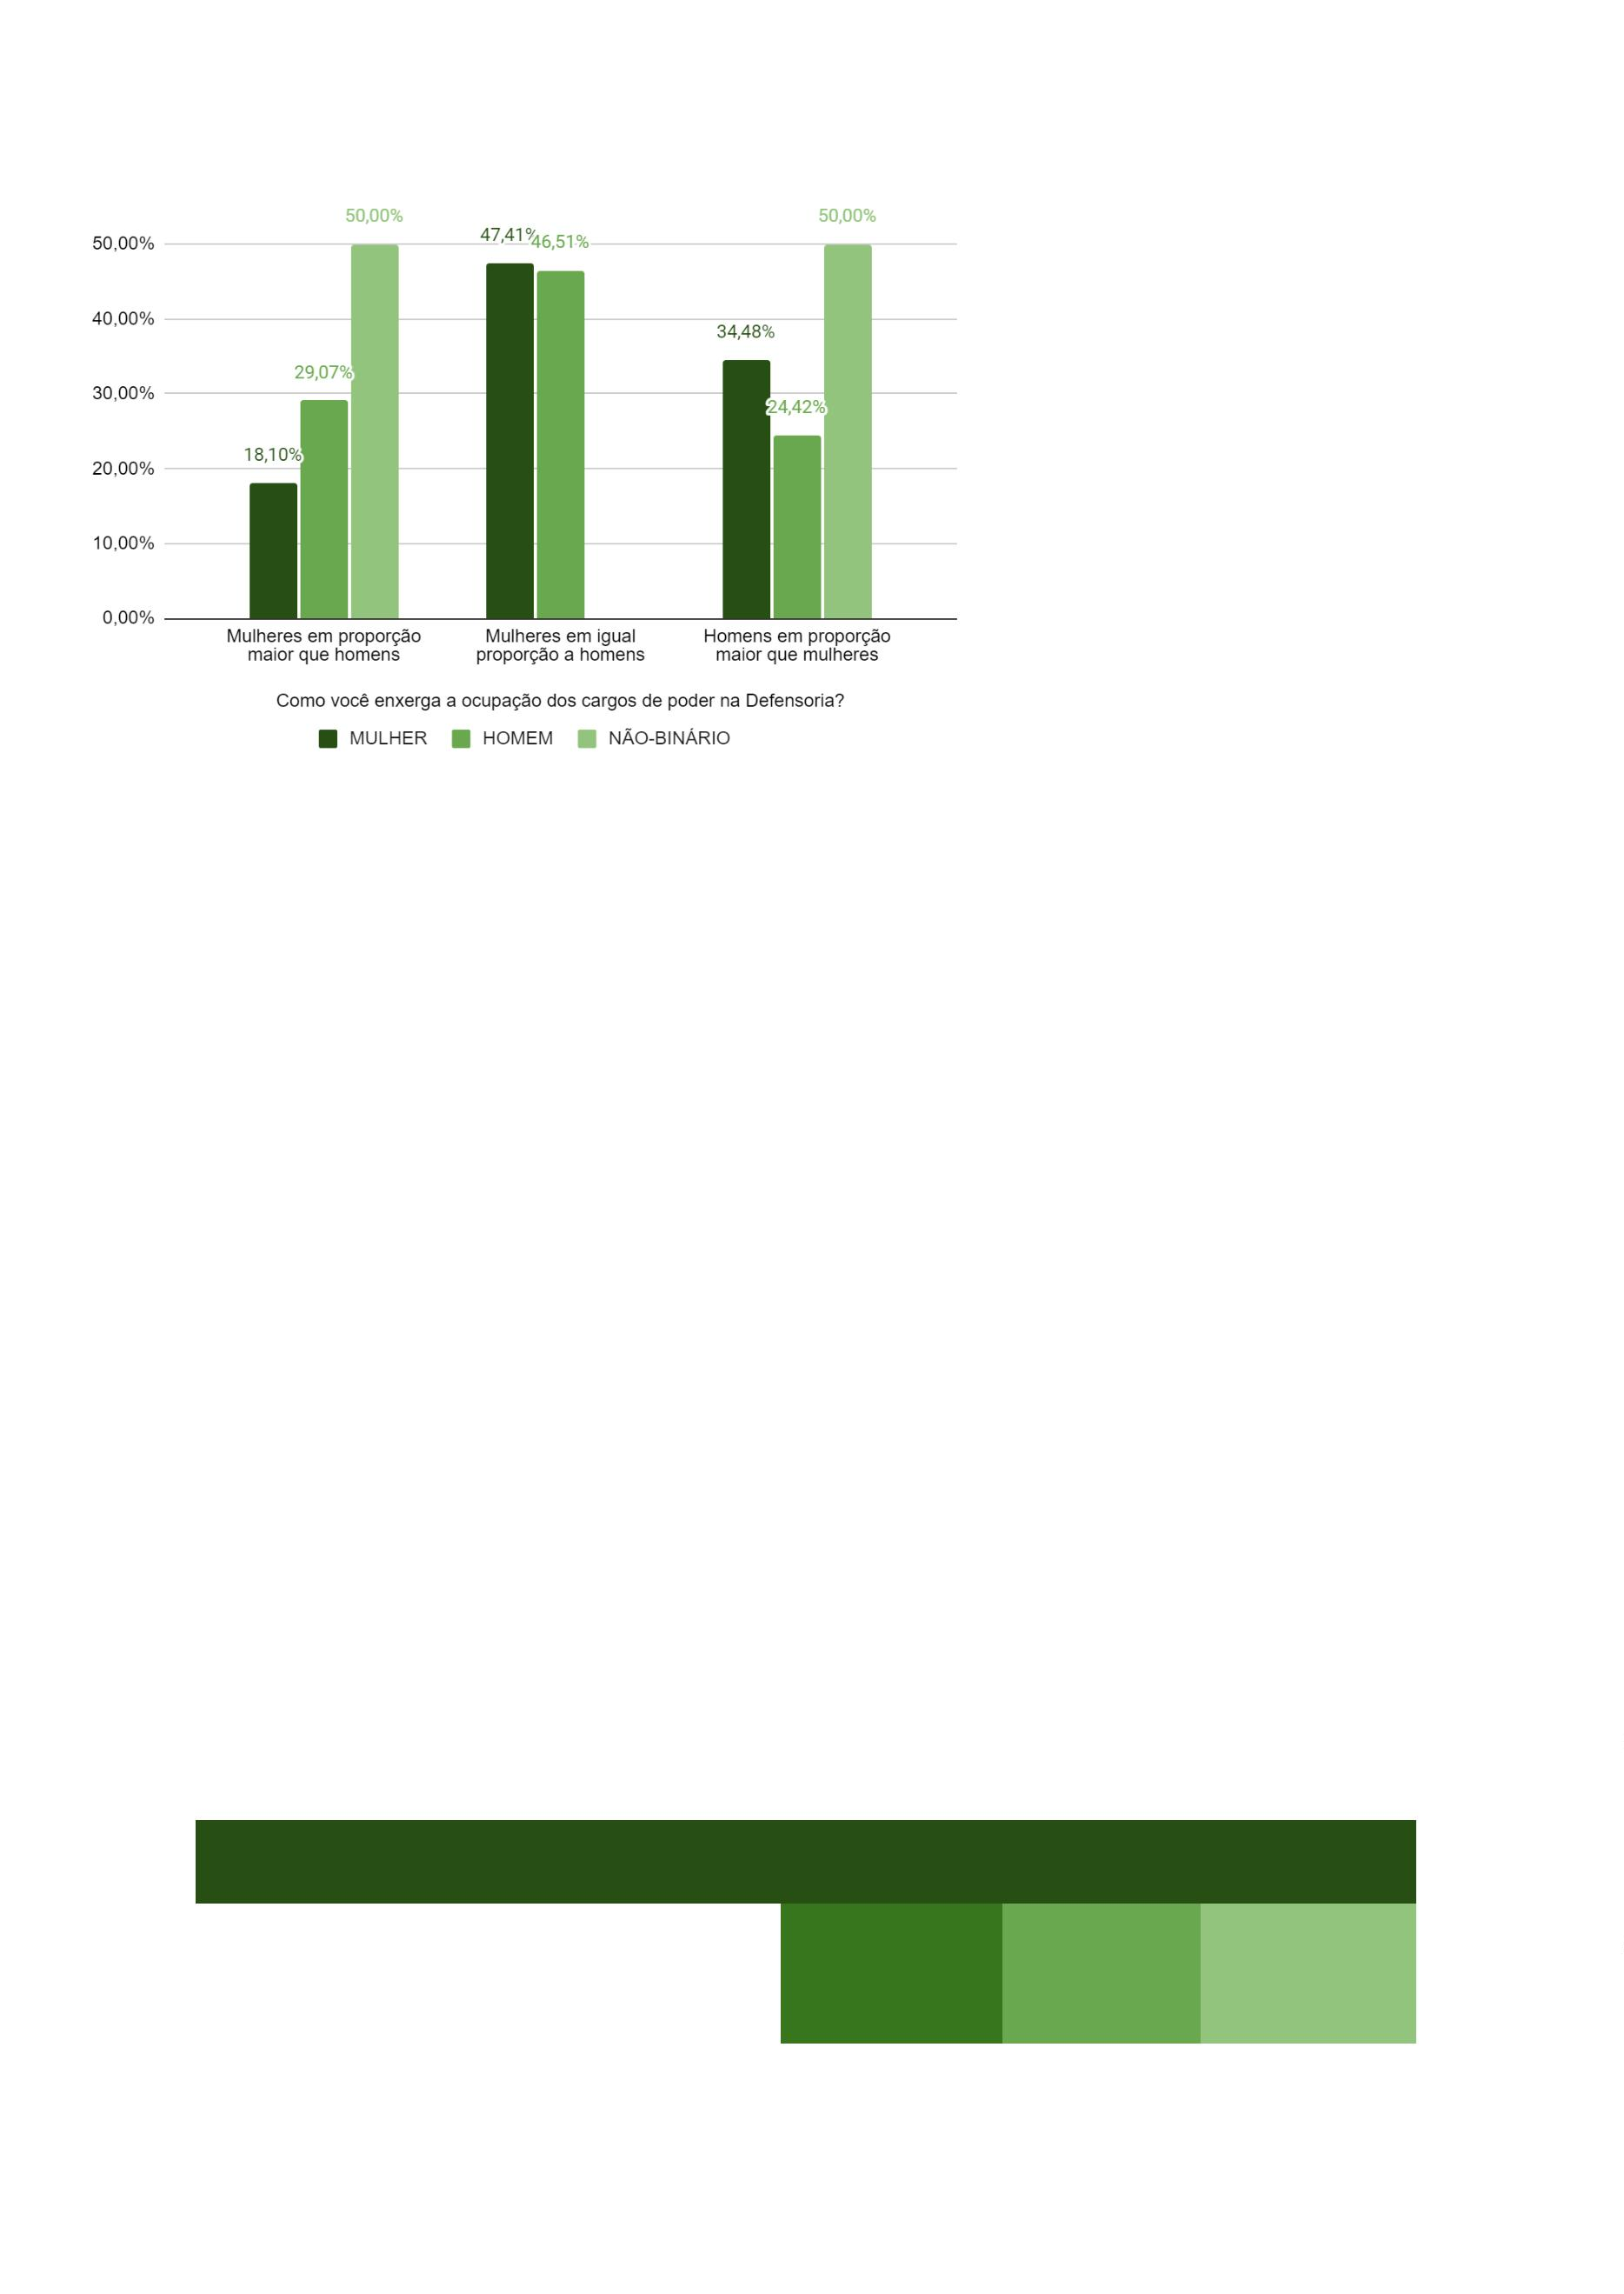 50,00%
50,00%
47,41%
46,51%
50,00%
40,00%
34,48%
29,07%
30,00%
24,42%
18,10%
20,00%
10,00%
0,00%
Mulheres em proporção
maior que homens
Mulheres em igual
proporção a homens
Homens em proporção
maior que mulheres
Como você enxerga a ocupação dos cargos de poder na Defensoria?
MULHER HOMEM NÃO-BINÁRIO